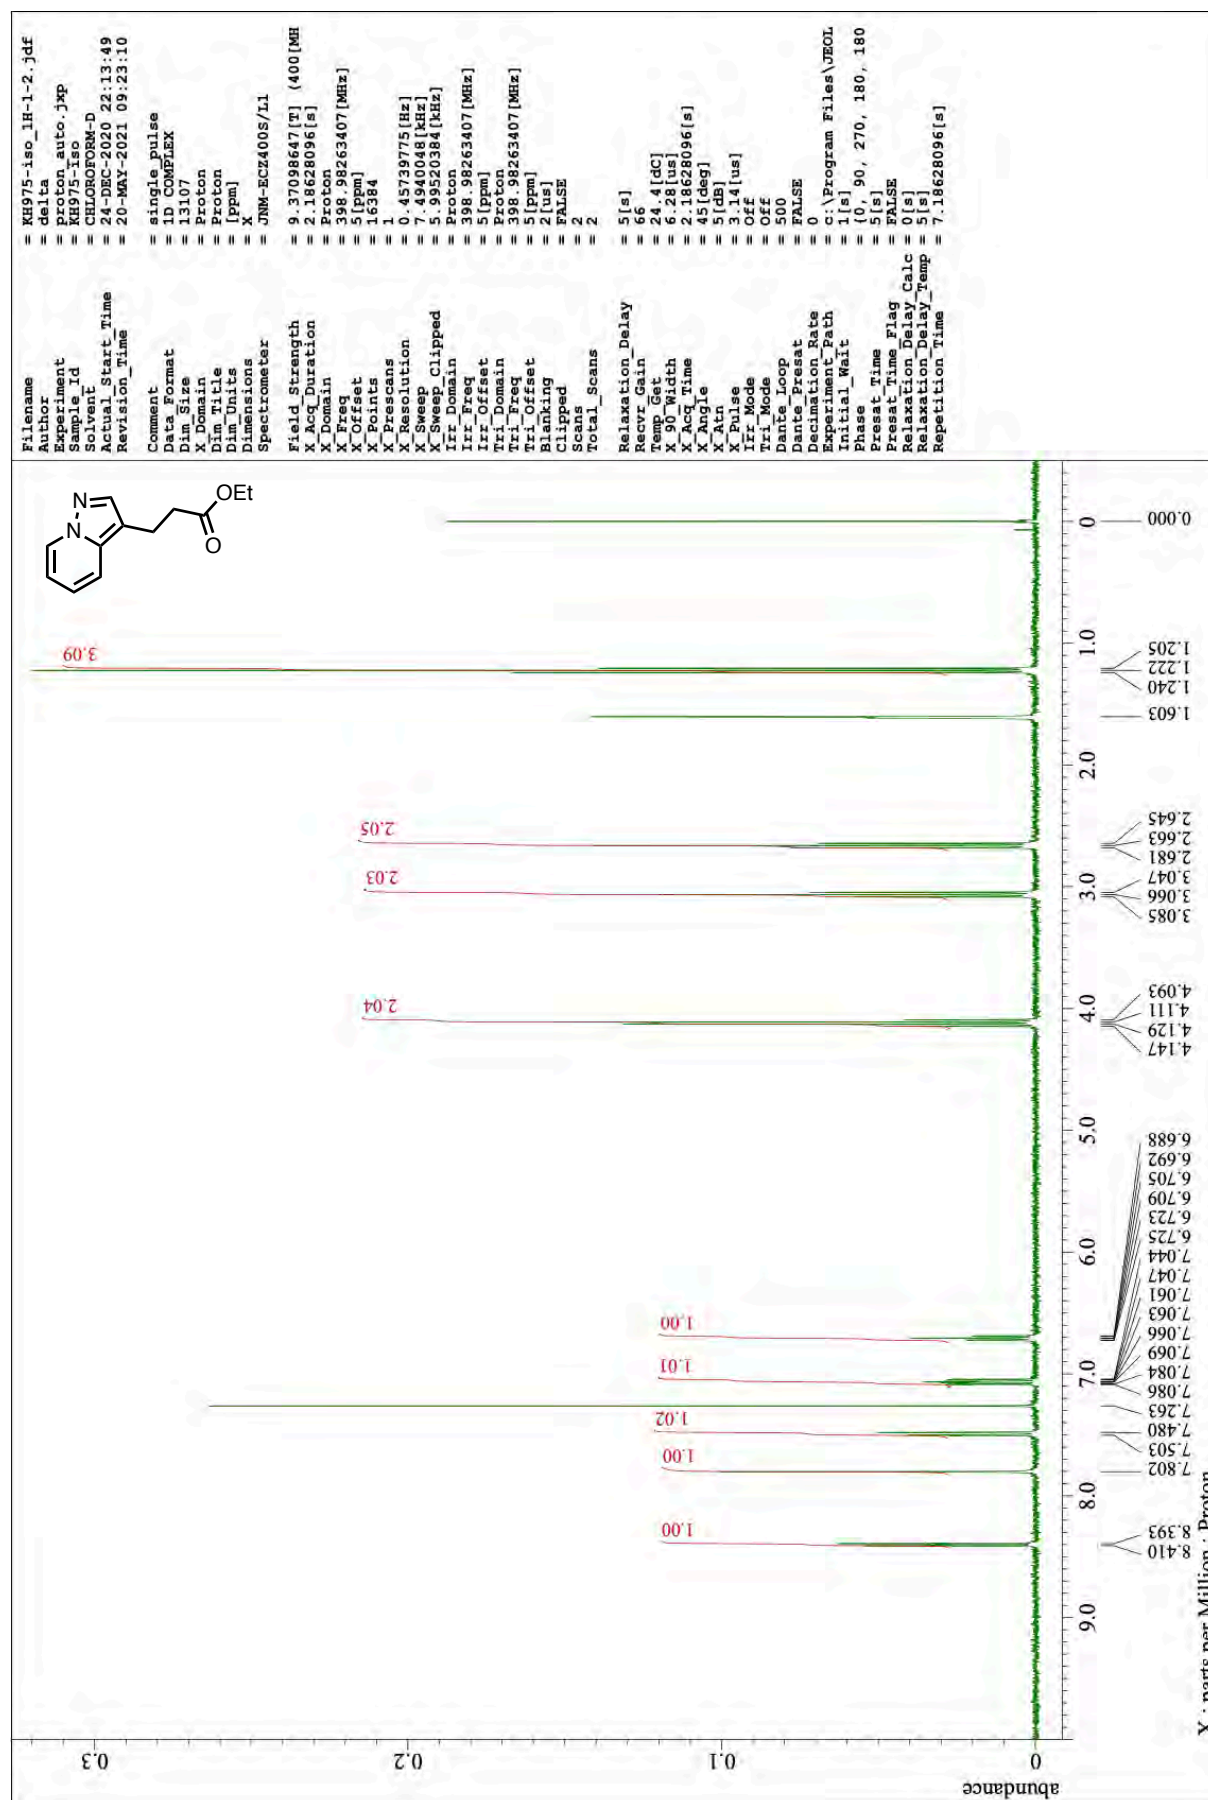 Filename = KH975-iso_1H-1-2.jdf
Author = delta
Experiment = proton_auto.jxp
Sample_Id = KH975-iso
Solvent = CHLOROFORM-D
Actual_Start_Time = 24-DEC-2020 22:13:49
Revision_Time = 20-MAY-2021 09:23:10
Comment = single_pulse
Data_Format = 1D COMPLEX
Dim_Size = 13107
X_Domain = Proton
Dim_Title = Proton
Dim_Units = [ppm]
Dimensions = X
Spectrometer = JNM-ECZ400S/L1
Field_Strength = 9.37098647[T] (400[MH
X_Acq_Duration = 2.18628096[s]
X_Domain = Proton
X_Freq = 398.98263407[MHz]
X_Offset = 5[ppm]
X_Points = 16384
X_Prescans = 1
X_Resolution = 0.45739775[Hz]
X_Sweep = 7.4940048[kHz]
X_Sweep_Clipped = 5.99520384[kHz]
Irr_Domain = Proton
Irr_Freq = 398.98263407[MHz]
Irr_Offset = 5[ppm]
Tri_Domain = Proton
Tri_Freq = 398.98263407[MHz]
Tri_Offset = 5[ppm]
Blanking = 2[us]
Clipped = FALSE
Scans = 2
Total_Scans = 2
Relaxation_Delay = 5[s]
Recvr_Gain = 66
Temp_Get = 24.4[dC]
X_90_Width = 6.28[us]
X_Acq_Time = 2.18628096[s]
X_Angle = 45[deg]
X_Atn = 5[dB]
X_Pulse = 3.14[us]
Irr_Mode = Off
Tri_Mode = Off
Dante_Loop = 500
Dante_Presat = FALSE
Decimation_Rate = 0
Experiment_Path = c:\Program Files\JEOL
Initial_Wait = 1[s]
Phase = {0, 90, 270, 180, 180
Presat_Time = 5[s]
Presat_Time_Flag = FALSE
Relaxation_Delay_Calc = 0[s]
Relaxation_Delay_Temp = 5[s]
Repetition_Time = 7.18628096[s]
N
N
O
OEt
abundance
0 0.1 0.2 0.3
1.00
1.00
1.02
1.01
1.00
2.04
2.03
2.05
3.09
9.0 8.0 7.0 6.0 5.0 4.0 3.0 2.0 1.0 0
8.410
8.393
7.802
7.503
7.480
7.263
7.086
7.084
7.069
7.066
7.063
7.061
7.047
7.044
6.725
6.723
6.709
6.705
6.692
6.688
4.147
4.129
4.111
4.093
3.085
3.066
3.047
2.681
2.663
2.645
1.603
1.240
1.222
1.205
0.000
X : parts per Million : Proton